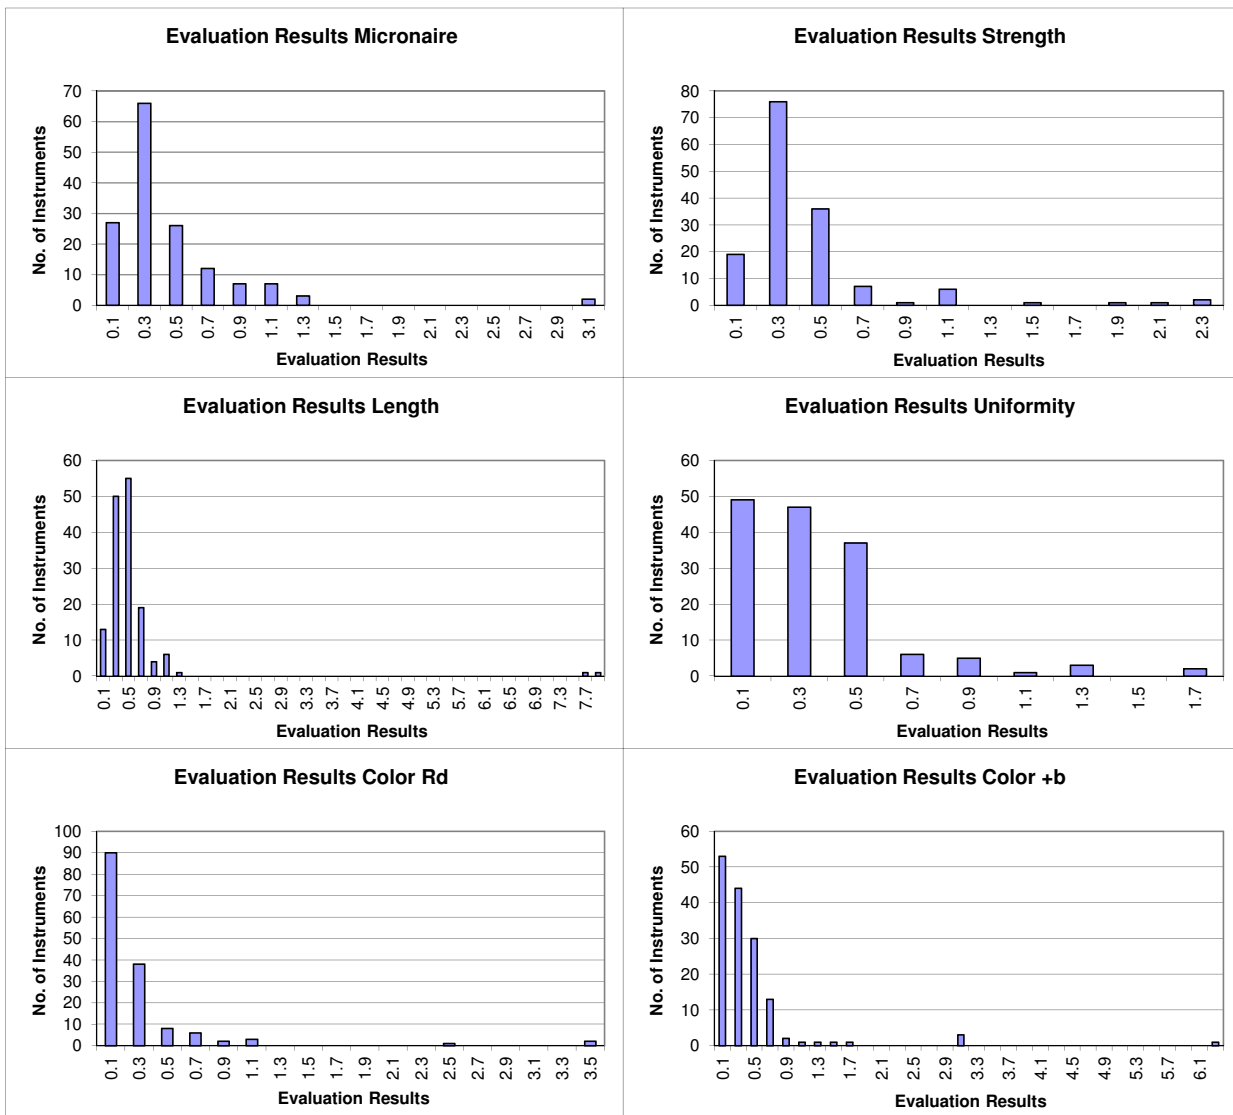 Evaluation Results Micronaire
No. of Instruments
70
60
50
40
30
20
10
0
0.1 0.3 0.5 0.7 0.9 1.1 1.3 1.5 1.7 1.9 2.1 2.3 2.5 2.7 2.9 3.1
Evaluation Results
Evaluation Results Strength
No. of Instruments
80
70
60
50
40
30
20
10
0
0.1 0.3 0.5 0.7 0.9 1.1 1.3 1.5 1.7 1.9 2.1 2.3
Evaluation Results
Evaluation Results Length
No. of Instruments
60
50
40
30
20
10
0
0.1 0.5 0.9 1.3 1.7 2.1 2.5 2.9 3.3 3.7 4.1 4.5 4.9 5.3 5.7 6.1 6.5 6.9 7.3 7.7
Evaluation Results
Evaluation Results Uniformity
No. of Instruments
60
50
40
30
20
10
0
0.1 0.3 0.5 0.7 0.9 1.1 1.3 1.5 1.7
Evaluation Results
Evaluation Results Color Rd
No. of Instruments
100
90
80
70
60
50
40
30
20
10
0
0.1 0.3 0.5 0.7 0.9 1.1 1.3 1.5 1.7 1.9 2.1 2.3 2.5 2.7 2.9 3.1 3.3 3.5
Evaluation Results
Evaluation Results Color +b
No. of Instruments
60
50
40
30
20
10
0
0.1 0.5 0.9 1.3 1.7 2.1 2.5 2.9 3.3 3.7 4.1 4.5 4.9 5.3 5.7 6.1
Evaluation Results